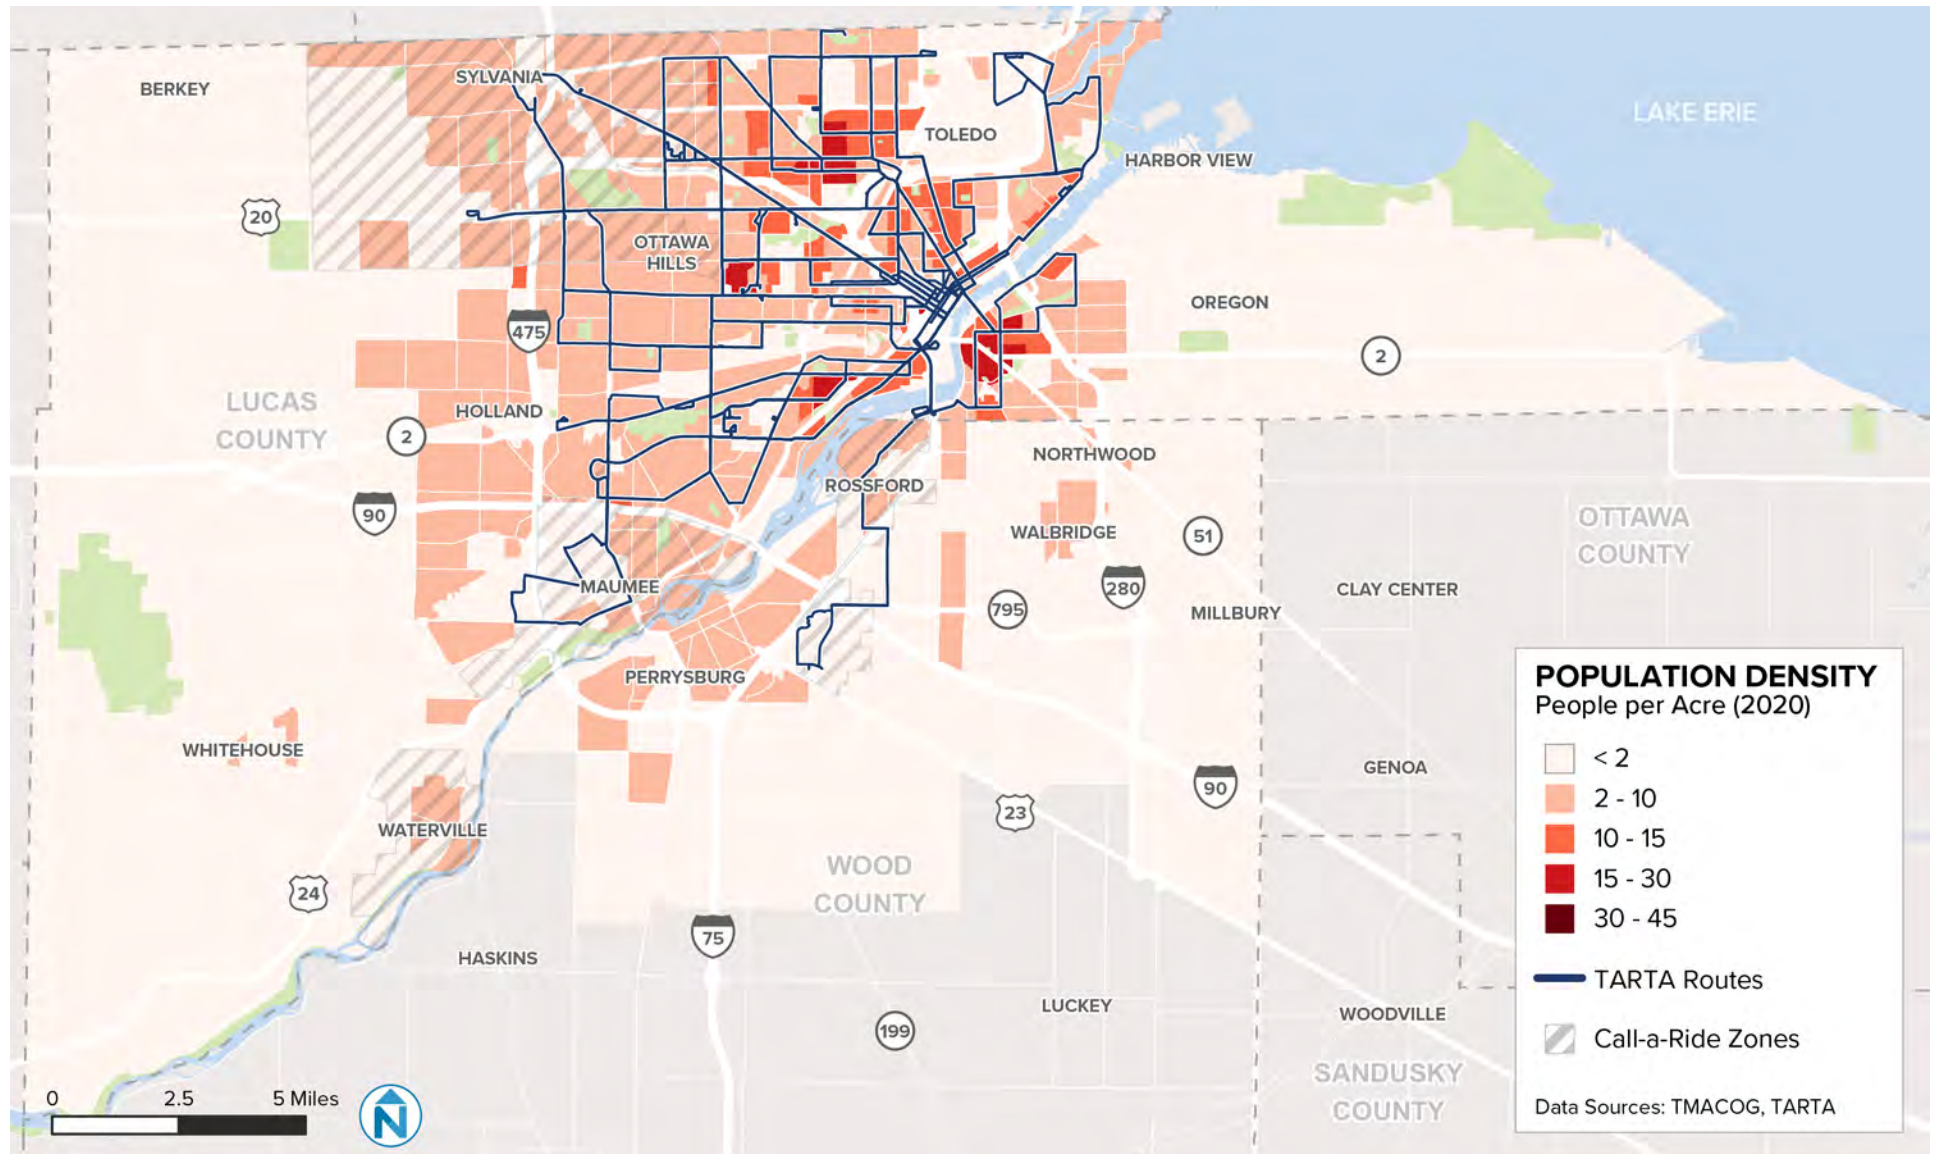 BERKEY
SYLVANIA
TOLEDO
LAKE ERIE
HARBOR VIEW
20
OTTAWA
HILLS
OREGON
475
2
LUCAS
COUNTY
HOLLAND
2
NORTHWOOD
ROSSFORD
90
WALBRIDGE
51
OTTAWA
COUNTY
MAUMEE
280
795
MILLBURY
CLAY CENTER
PERRYSBURG
WHITEHOUSE
GENOA
90
23
WATERVILLE
WOOD
COUNTY
24
75
HASKINS
LUCKEY
199
WOODVILLE
SANDUSKY
COUNTY
0 2.5 5 Miles
N
POPULATION DENSITY
People per Acre (2020)
< 2
2 - 10
10 - 15
15 - 30
30 - 45
TARTA Routes
Call-a-Ride Zones
Data Sources: TMACOG, TARTA